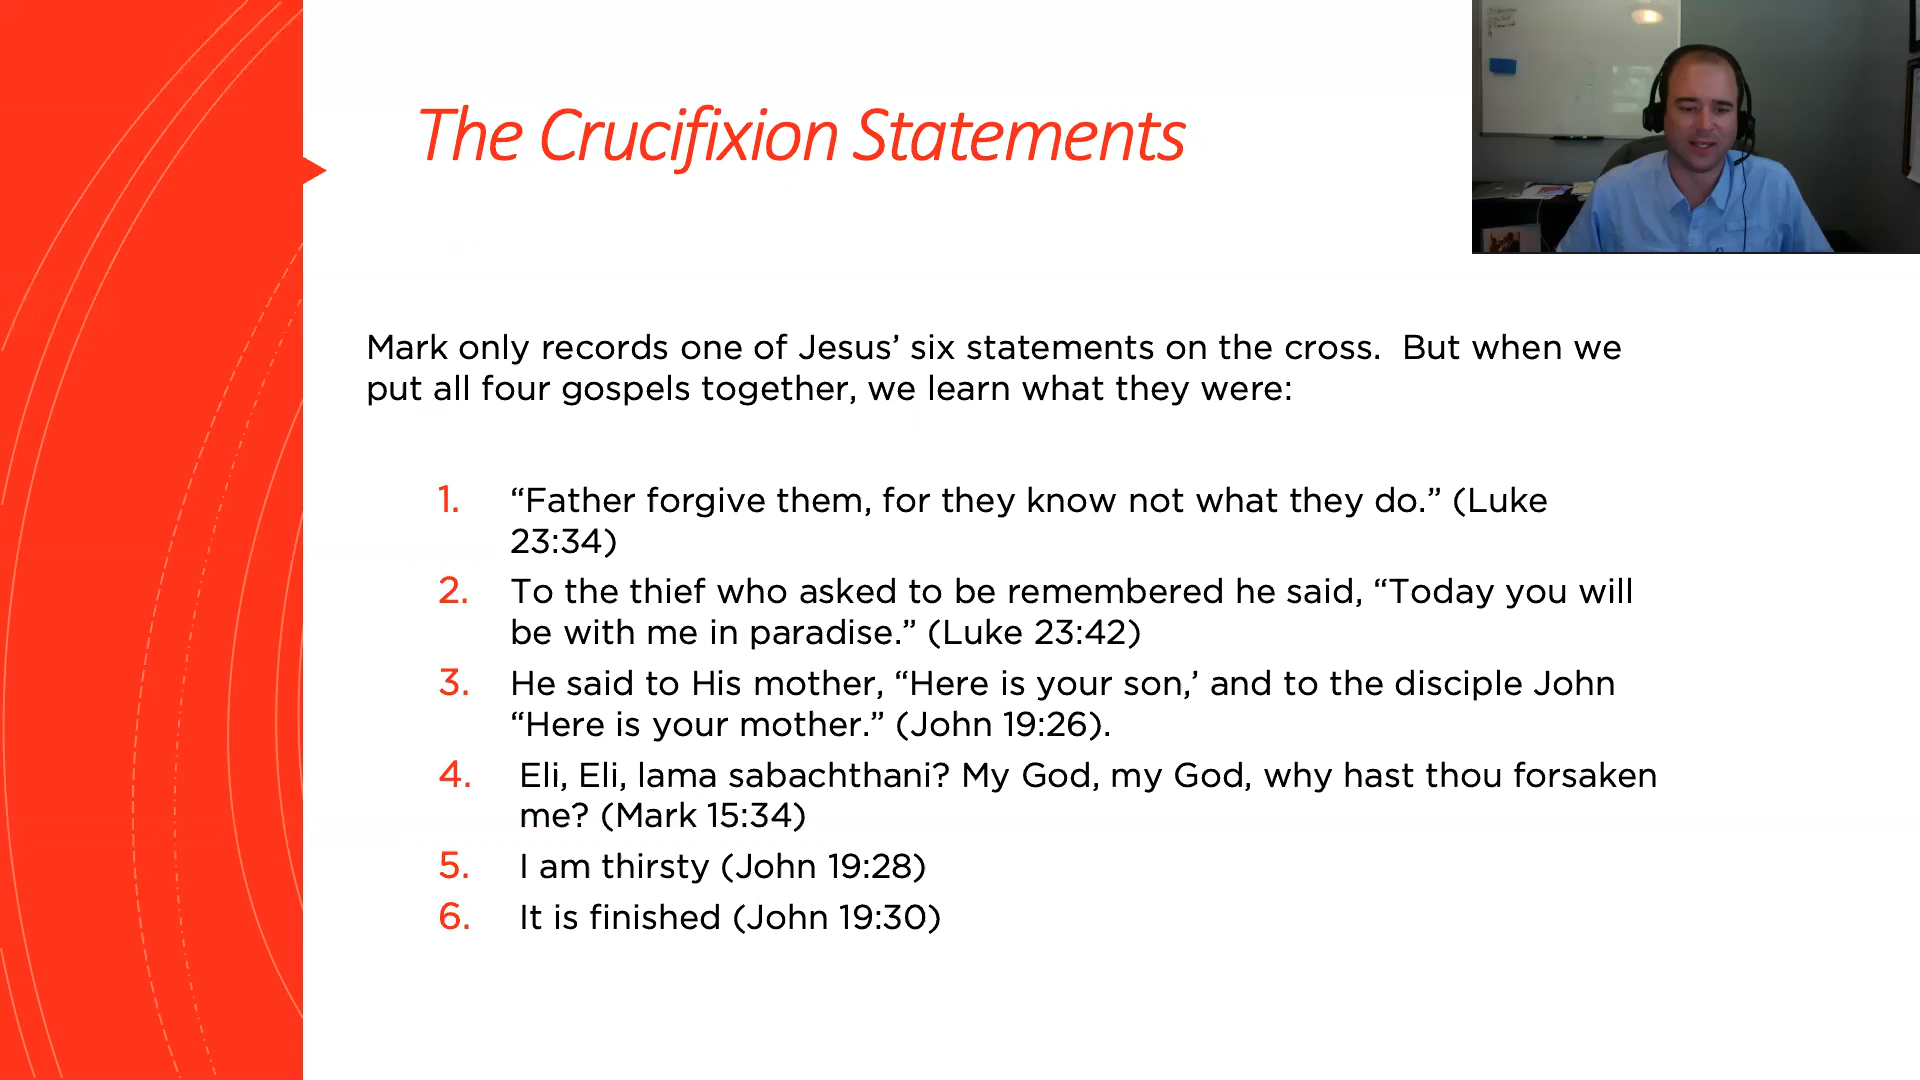 The Crucifixion Statements
Mark only records one of Jesus’ six statements on the cross.  But when we
put all four gospels together, we learn what they were:
1. “Father forgive them, for they know not what they do.” (Luke
23:34)
2. To the thief who asked to be remembered he said, “Today you will
be with me in paradise.” (Luke 23:42)
3. He said to His mother, “Here is your son,’ and to the disciple John
“Here is your mother.” (John 19:26).
4. Eli, Eli, lama sabachthani? My God, my God, why hast thou forsaken
me? (Mark 15:34)
5. I am thirsty (John 19:28)
6. It is finished (John 19:30)